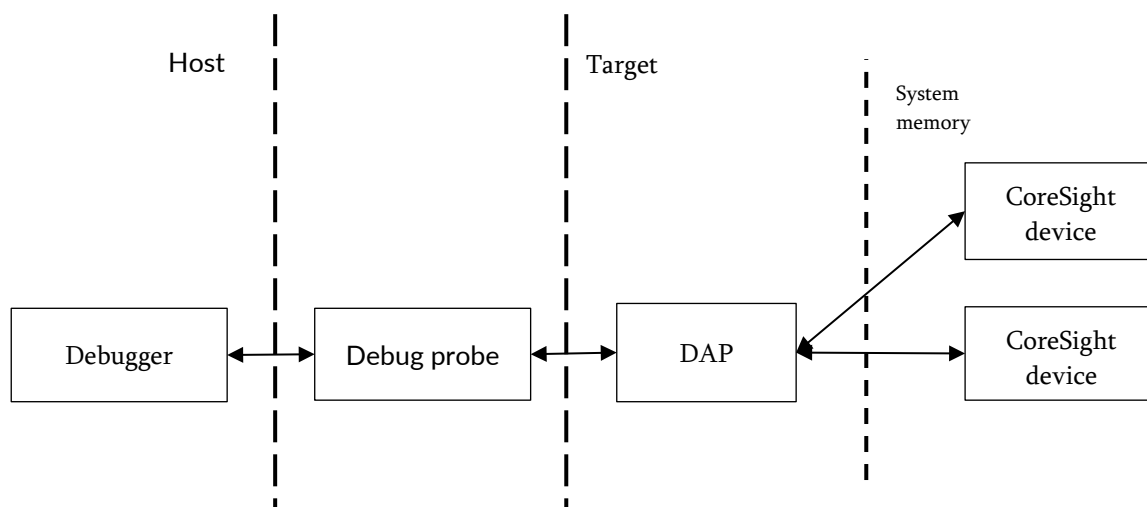 Host
Target
System
memory
CoreSight
device
Debugger
Debug probe
DAP
CoreSight
device